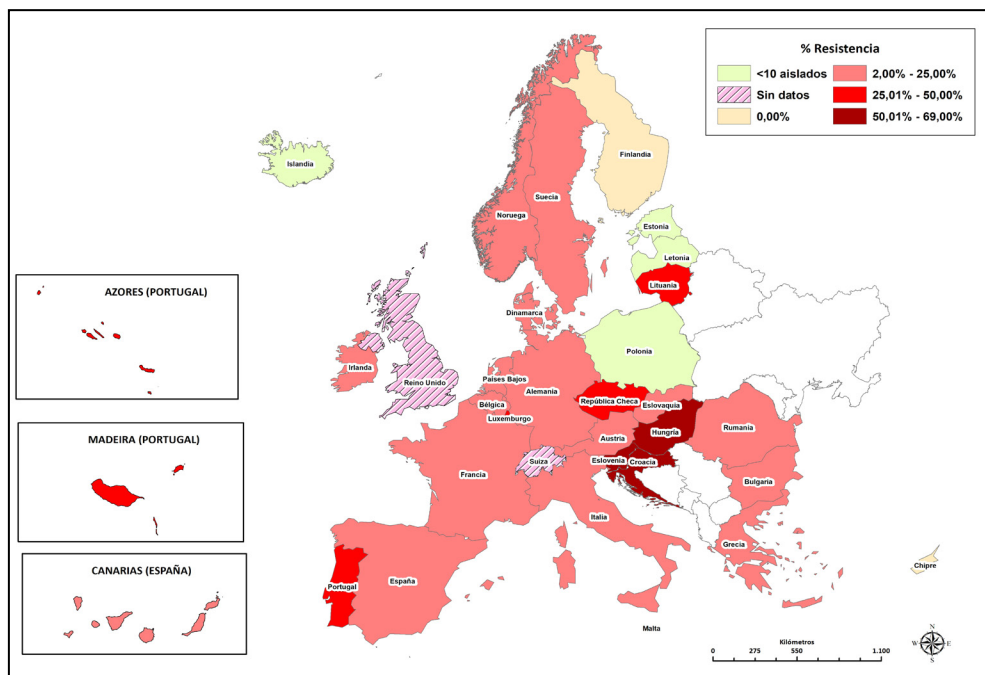 % Resistencia
<10 aislados
2,00% - 25,00%
Sin datos
25,01% - 50,00%
0,00%
50,01% - 69,00%
Islandia
Finlandia
Suecia
Noruega
Estonia
Letonia
Lituania
AZORES (PORTUGAL)
Dinamarca
Irlanda
Reino Unido
Polonia
Paises Bajos
Alemania
Bélgica
República Checa
Luxemburgo
Eslovaquia
Rumania
Austria
Hungría
MADEIRA (PORTUGAL)
Suiza
Eslovenia
Croacia
Francia
Bulgaria
Italia
Grecia
Chipre
CANARIAS (ESPAÑA)
Portugal
España
Malta
Kilómetros
0
275
550
1.100
N
W
E
S